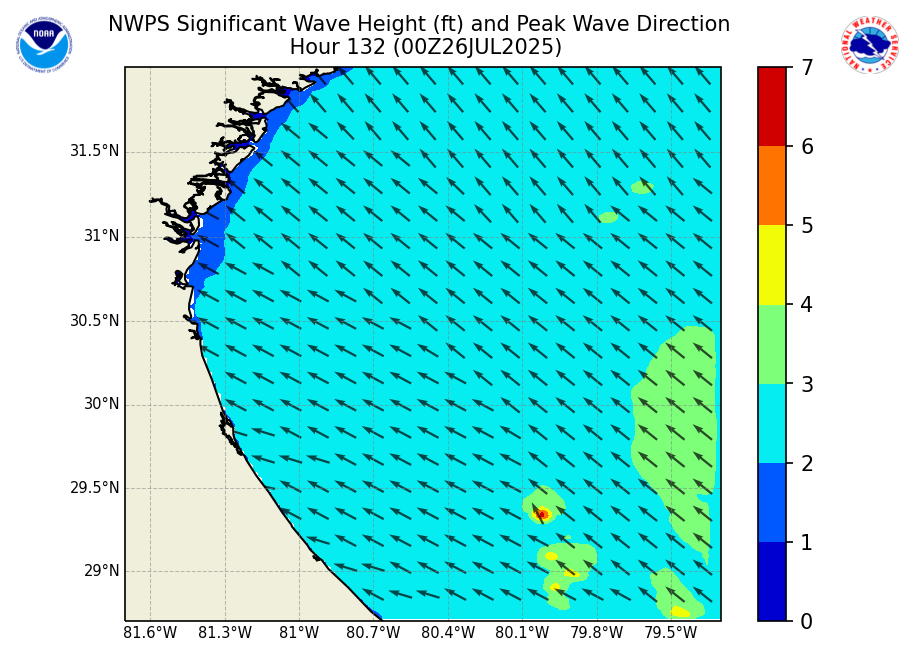 NWPS Significant Wave Height (ft) and Peak Wave Direction
Hour 132 (00Z26JUL2025)
NOAA
NATIONAL WEATHER SERVICE
31.5°N
31°N
30.5°N
30°N
29.5°N
29°N
81.6°W 81.3°W 81°W 80.7°W 80.4°W 80.1°W 79.8°W 79.5°W
7
6
5
4
3
2
1
0